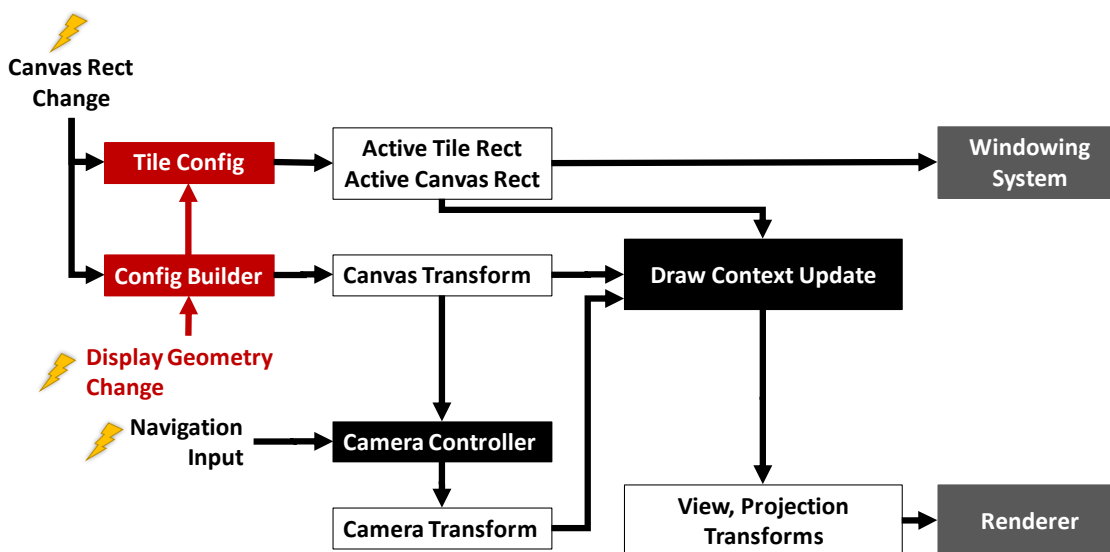 Canvas Rect
Change
Tile Config
Active Tile Rect
Active Canvas Rect
Windowing
System
Config Builder
Canvas Transform
Draw Context Update
Display Geometry
Change
Navigation
Input
Camera Controller
Camera Transform
View, Projection
Transforms
Renderer